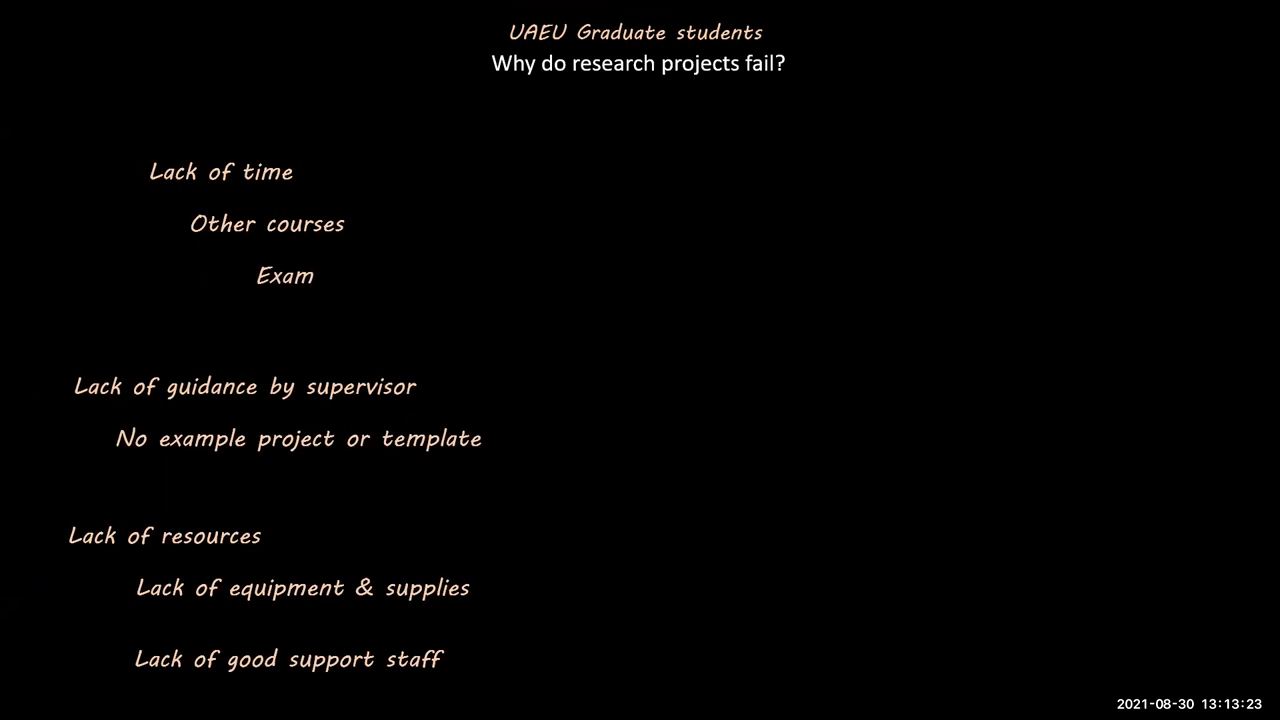 UAEU Graduate students
Why do research projects fail?
Lack of time
Other courses
Exam
Lack of guidance by supervisor
No example project or template
Lack of resources
Lack of equipment & supplies
Lack of good support staff
2021-08-30 13:13:23